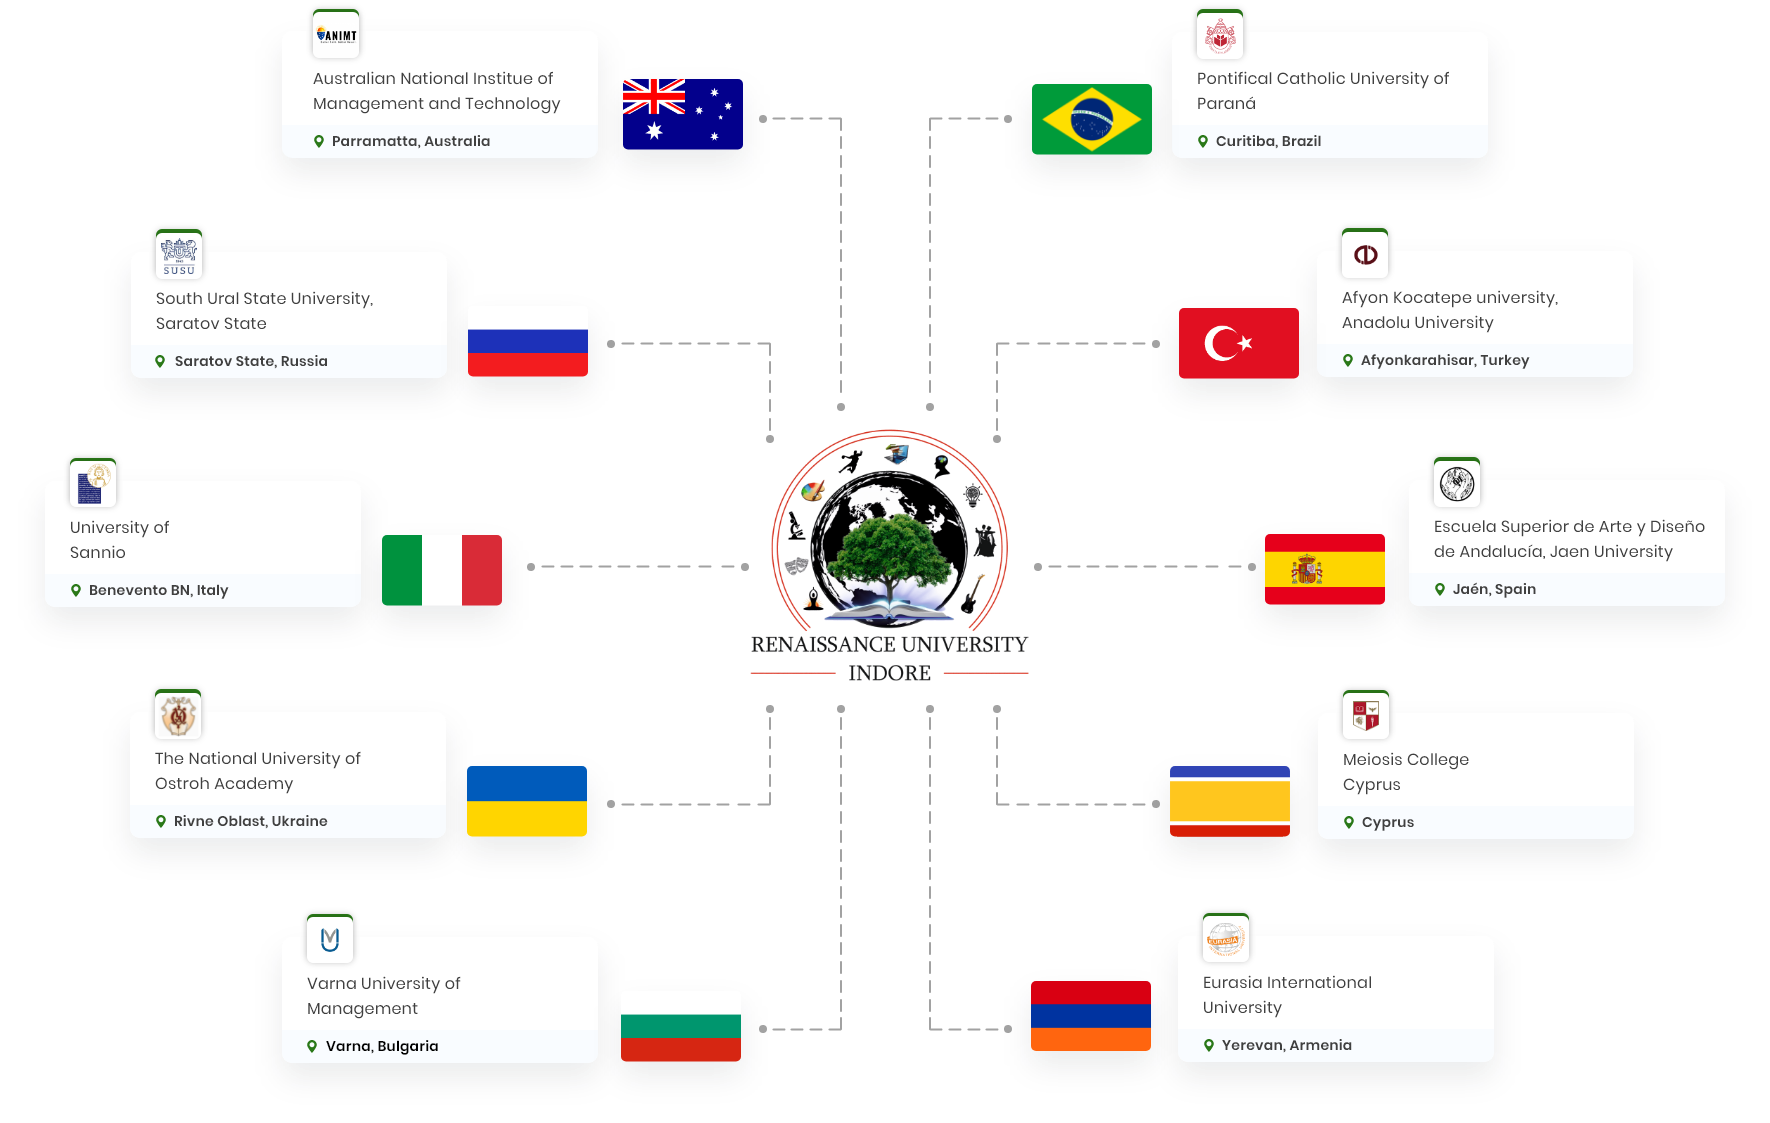 ANIMT
Australian National Institue of
Management and Technology
Parramatta, Australia
Pontifical Catholic University of
Paraná
Curitiba, Brazil
SUSU
South Ural State University,
Saratov State
Saratov State, Russia
Afyon Kocatepe university,
Anadolu University
Afyonkarahisar, Turkey
University of
Sannio
Benevento BN, Italy
Escuela Superior de Arte y Diseño
de Andalucía, Jaen University
Jaén, Spain
RENAISSANCE UNIVERSITY
INDORE
The National University of
Ostroh Academy
Rivne Oblast, Ukraine
Meiosis College
Cyprus
Cyprus
Varna University of
Management
Varna, Bulgaria
EURASIA
Eurasia International
University
Yerevan, Armenia